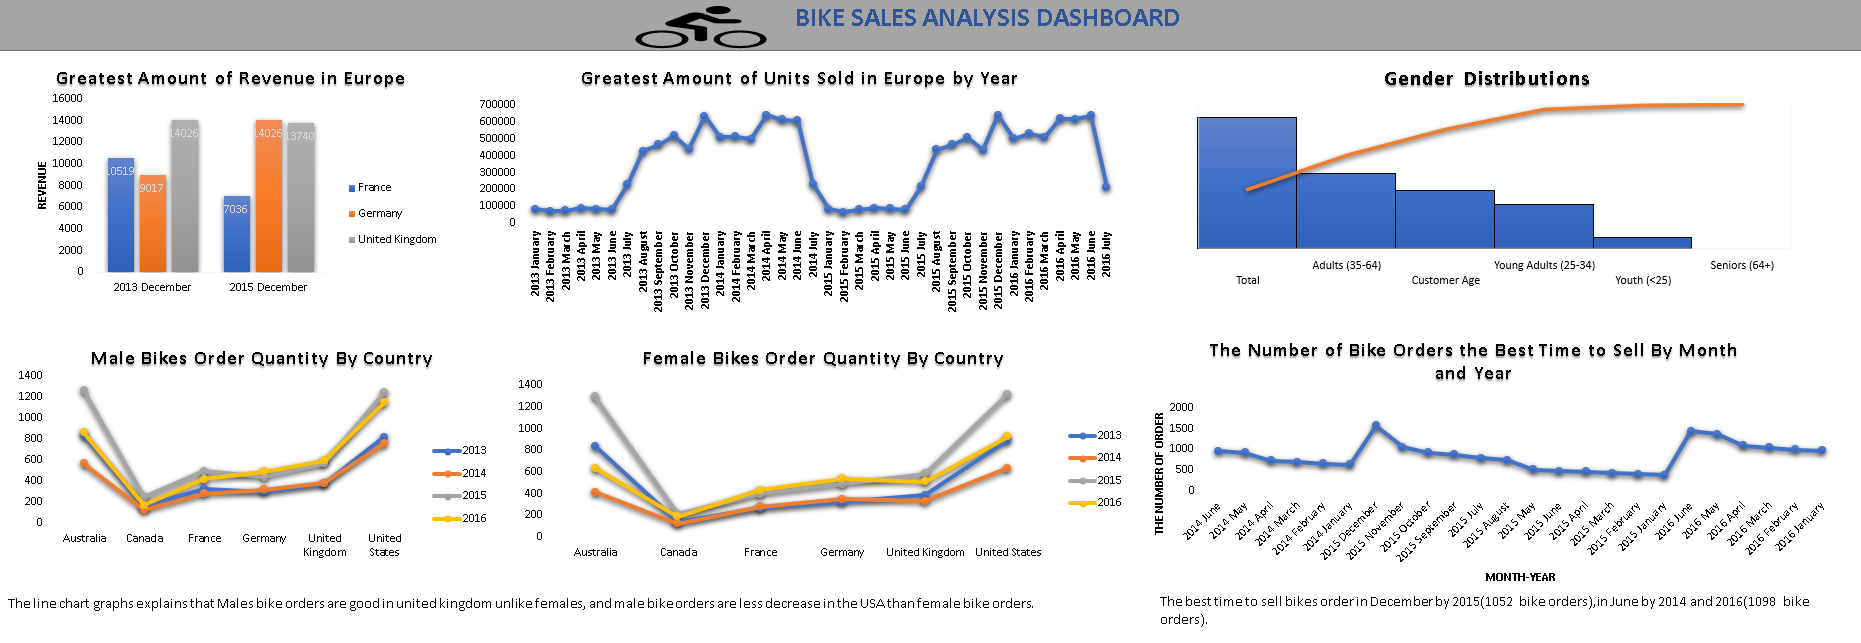 BIKE SALES ANALYSIS DASHBOARD
Greatest Amount of Revenue in Europe
16000
14000
12000
10000
8000
6000
4000
2000
0
REVENUE
10519
9017
14026
7036
14026
13740
2013 December
2015 December
France
Germany
United Kingdom
Greatest Amount of Units Sold in Europe by Year
700000
600000
500000
400000
300000
200000
100000
0
2013 January
2013 February
2013 March
2013 April
2013 May
2013 June
2013 July
2013 August
2013 September
2013 October
2013 November
2013 December
2014 January
2014 February
2014 March
2014 April
2014 May
2014 June
2014 July
2015 January
2015 February
2015 March
2015 April
2015 May
2015 June
2015 July
2015 August
2015 September
2015 October
2015 November
2015 December
2016 January
2016 February
2016 March
2016 April
2016 May
2016 June
2016 July
Gender Distributions
Total
Adults (35-64)
Customer Age
Young Adults (25-34)
Youth (<25)
Seniors (64+)
Male Bikes Order Quantity By Country
1400
1200
1000
800
600
400
200
0
Australia
Canada
France
Germany
United
Kingdom
United
States
2013
2014
2015
2016
Female Bikes Order Quantity By Country
1400
1200
1000
800
600
400
200
0
Australia
Canada
France
Germany
United Kingdom
United States
2013
2014
2015
2016
The Number of Bike Orders the Best Time to Sell By Month
and Year
THE NUMBER OF ORDER
2000
1500
1000
500
0
2014 June
2014 May
2014 April
2014 March
2014 February
2014 January
2015 December
2015 November
2015 October
2015 September
2015 July
2015 August
2015 May
2015 June
2015 April
2015 March
2015 February
2015 January
2016 June
2016 May
2016 April
2016 March
2016 February
2016 January
MONTH-YEAR
The line chart graphs explains that Males bike orders are good in united kingdom unlike females, and male bike orders are less decrease in the USA than female bike orders.
The best time to sell bikes order in December by 2015(1052 bike orders),in June by 2014 and 2016(1098 bike
orders).